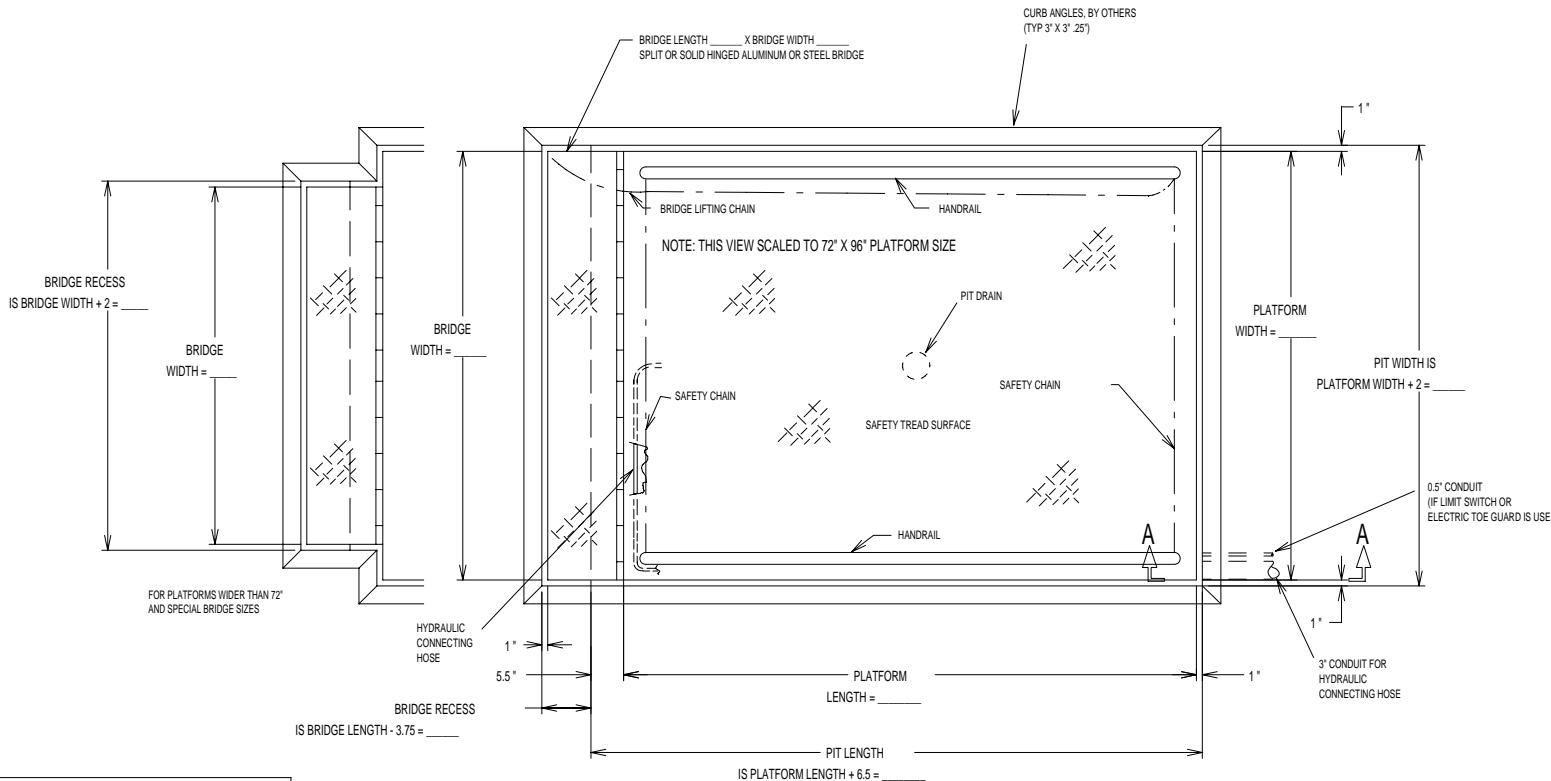 CURB ANGLES, BY OTHERS
(TYP 3" X 3" .25")
BRIDGE LENGTH ______ X BRIDGE WIDTH ______
SPLIT OR SOLID HINGED ALUMINUM OR STEEL BRIDGE
1 "
BRIDGE LIFTING CHAIN
HANDRAIL
NOTE: THIS VIEW SCALED TO 72" X 96" PLATFORM SIZE
BRIDGE RECESS
IS BRIDGE WIDTH + 2 = _____
BRIDGE
WIDTH = _____
BRIDGE
WIDTH = ______
PIT DRAIN
PLATFORM
WIDTH = _______
PIT WIDTH IS
PLATFORM WIDTH + 2 = ______
SAFETY CHAIN
SAFETY CHAIN
SAFETY TREAD SURFACE
0.5" CONDUIT
(IF LIMIT SWITCH OR
ELECTRIC TOE GUARD IS USE
HANDRAIL
A
A
FOR PLATFORMS WIDER THAN 72"
AND SPECIAL BRIDGE SIZES
HYDRAULIC
CONNECTING
HOSE
1 "
1 "
5.5 "
PLATFORM
LENGTH = _______
1 "
3" CONDUIT FOR
HYDRAULIC
CONNECTING HOSE
BRIDGE RECESS
IS BRIDGE LENGTH - 3.75 = ______
PIT LENGTH
IS PLATFORM LENGTH + 6.5 = ________